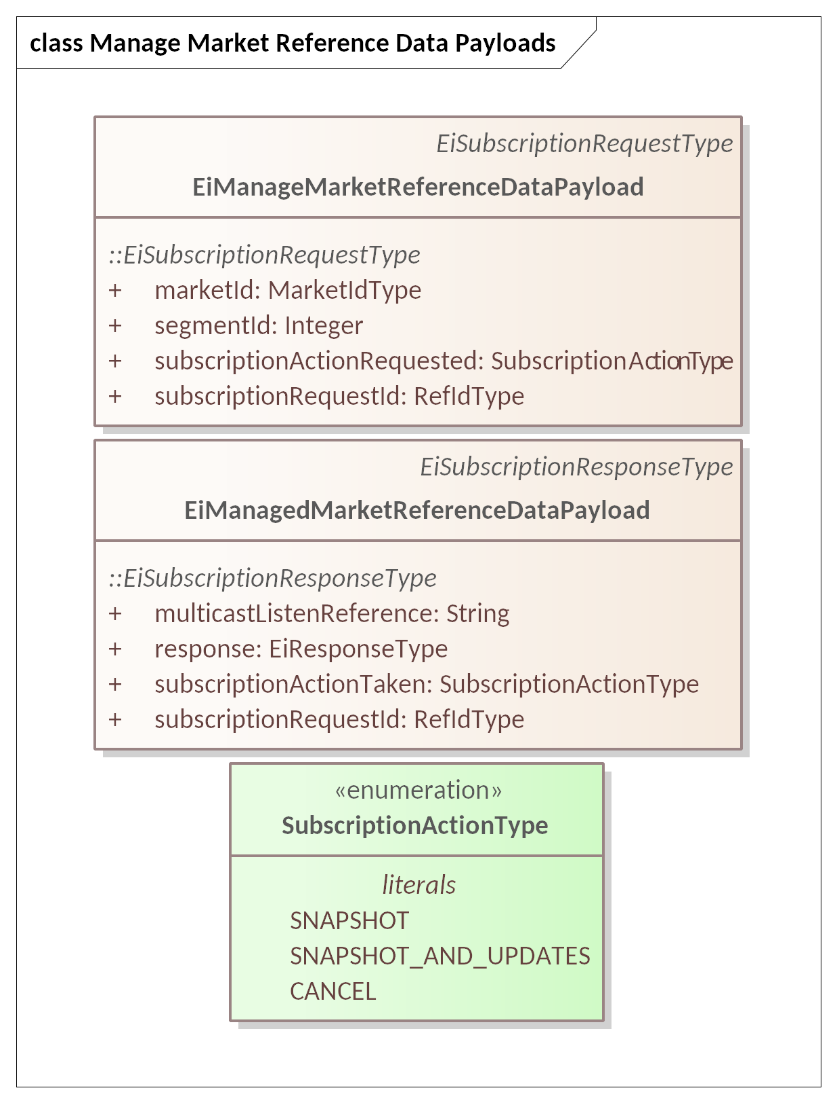 class Manage Market Reference Data Payloads
EiSubscriptionRequestType
EiManageMarketReferenceDataPayload
::EiSubscriptionRequestType
+ marketId: MarketIdType
+ segmentId: Integer
+ subscriptionActionRequested: SubscriptionActionType
+ subscriptionRequestId: RefIdType
EiSubscriptionResponseType
EiManagedMarketReferenceDataPayload
::EiSubscriptionResponseType
+ multicastListenReference: String
+ response: EiResponseType
+ subscriptionActionTaken: SubscriptionActionType
+ subscriptionRequestId: RefIdType
«enumeration»
SubscriptionActionType
literals
SNAPSHOT
SNAPSHOT_AND_UPDATES
CANCEL